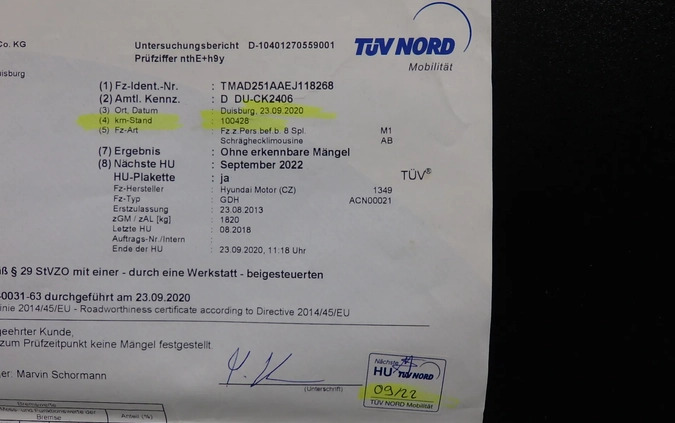 Co. KG
Untersuchungsbericht D-10401270559001
Prüfziffer nthE+h9y
TÜV NORD
Mobilität
isburg
(1) Fz-Ident.-Nr. : TMAD251AAEJ118268
(2) Amtl. Kennz. : D DU-CK2406
(3) Ort, Datum : Duisburg, 23.09.2020
(4) km-Stand : 100428
(5) Fz-Art : Fz.z.Pers bef.b. 8 Spl. M1
Schräghecklimousine AB
(7) Ergebnis : Ohne erkennbare Mängel
(8) Nächste HU : September 2022
HU-Plakette : ja
TÜV®
Fz-Hersteller : Hyundai Motor (CZ) 1349
Fz-Typ : GDH ACN00021
Erstzulassung : 23.08.2013
zGM / zAL [kg] : 1820
Letzte HU : 08.2018
Auftrags-Nr./Intern :
Ende der HU : 23.09.2020, 11:18 Uhr
ß § 29 StVZO mit einer - durch eine Werkstatt - beigesteuerten
-0031-63 durchgeführt am 23.09.2020
inie 2014/45/EU - Roadworthiness certificate according to Directive 2014/45/EU
geehrter Kunde,
zum Prüfzeitpunkt keine Mängel festgestellt
er: Marvin Schormann
(Unterschrift)
Nächste
HU TÜV NORD
09/22
TÜV NORD Mobilität
Bremswerte
Bremse
Abwei. (%)